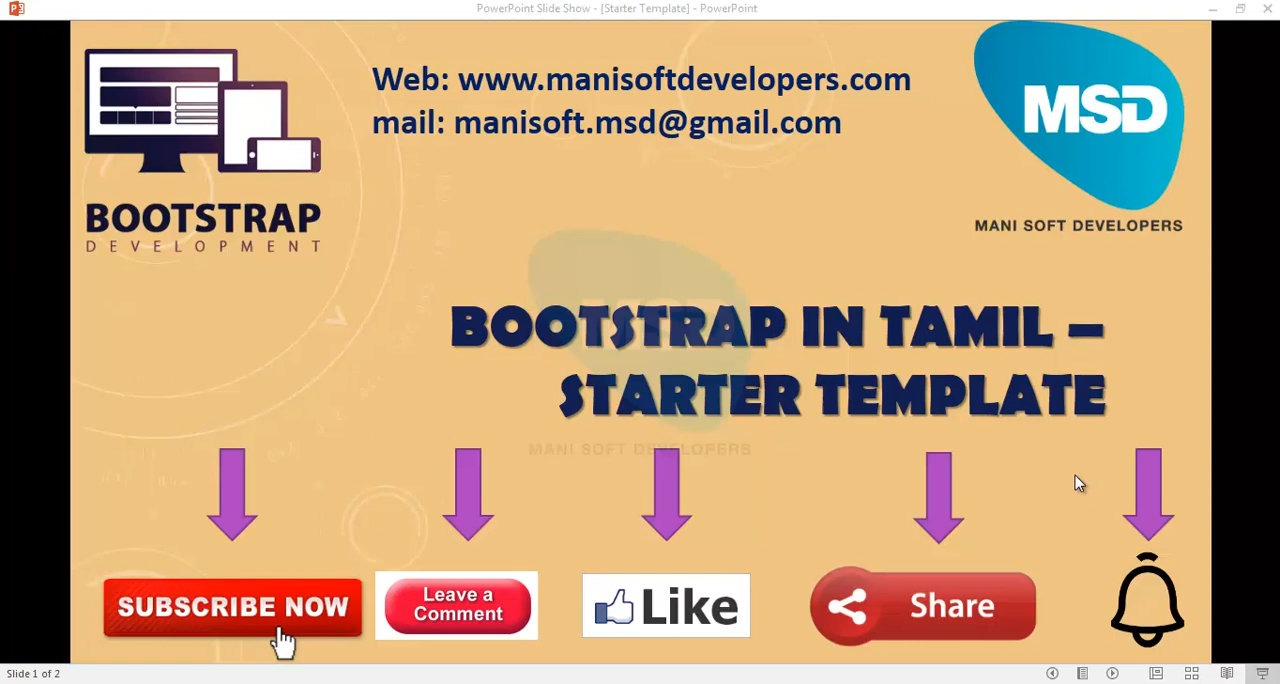 PowerPoint Slide Show - [Starter Template] - PowerPoint
Web: www.manisoftdevelopers.com
mail: manisoft.msd@gmail.com
MSD
MANI SOFT DEVELOPERS
BOOTSTRAP
DEVELOPMENT
BOOTSTRAP IN TAMIL –
STARTER TEMPLATE
MSD
MANI SOFT DEVELOPERS
SUBSCRIBE NOW
Leave a
Comment
Like
Share
Slide 1 of 2